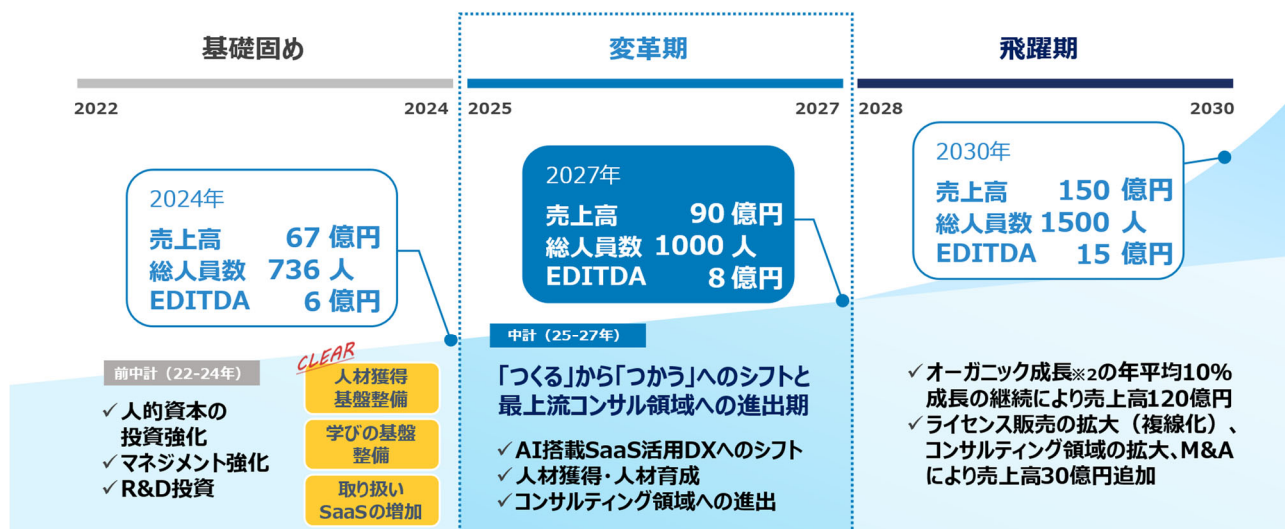 基礎固め
2022
2024
2024年
売上高 67 億円
総人員数 736 人
EDITDA 6 億円
前中計（22-24年）
✓人的資本の
投資強化
✓マネジメント強化
✓R&D投資
CLEAR
人材獲得
基盤整備
学びの基盤
整備
取り扱い
SaaSの増加
変革期
2025
2027
2027年
売上高 90 億円
総人員数 1000 人
EDITDA 8 億円
中計（25-27年）
「つくる」から「つかう」へのシフトと
最上流コンサル領域への進出期
✓AI搭載SaaS活用DXへのシフト
✓人材獲得・人材育成
✓コンサルティング領域への進出
飛躍期
2028
2030
2030年
売上高 150 億円
総人員数 1500 人
EDITDA 15 億円
✓オーガニック成長※2の年平均10%
成長の継続により売上高120億円
✓ライセンス販売の拡大（複線化）、
コンサルティング領域の拡大、M&A
により売上高30億円追加